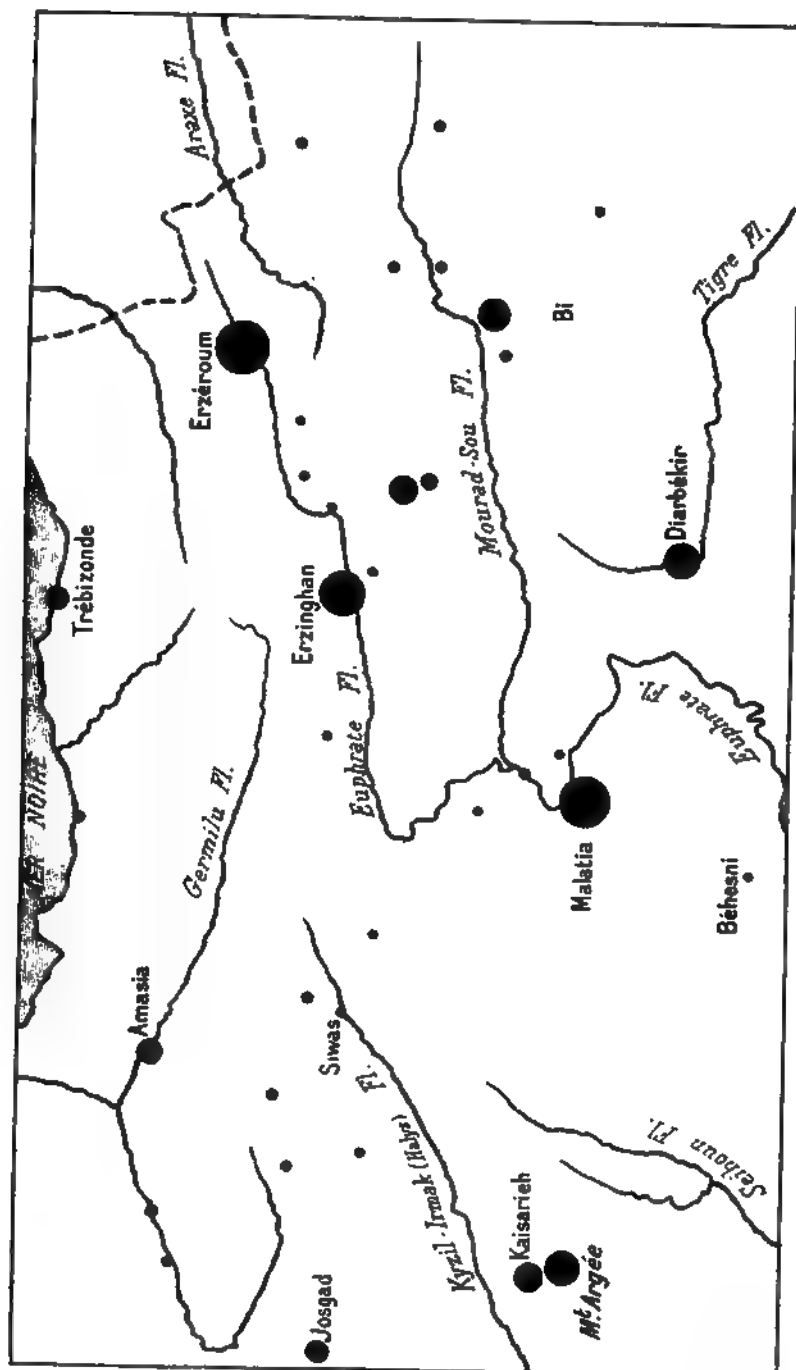 MER NOIRE
Trébizonde
Araxe Fl.
Erzéroum
Amasia
Germilu Fl.
Erzinghan
Euphrate Fl.
Siwas
Josgad
Kyzil-Irmak (Halys)
Fl.
Mourad-Sou Fl.
Bi
Kaisarieh
Mt. Argée
Malatia
Diarbékir
Tigre Fl.
Euphrate Fl.
Béhesni
Seihoun Fl.